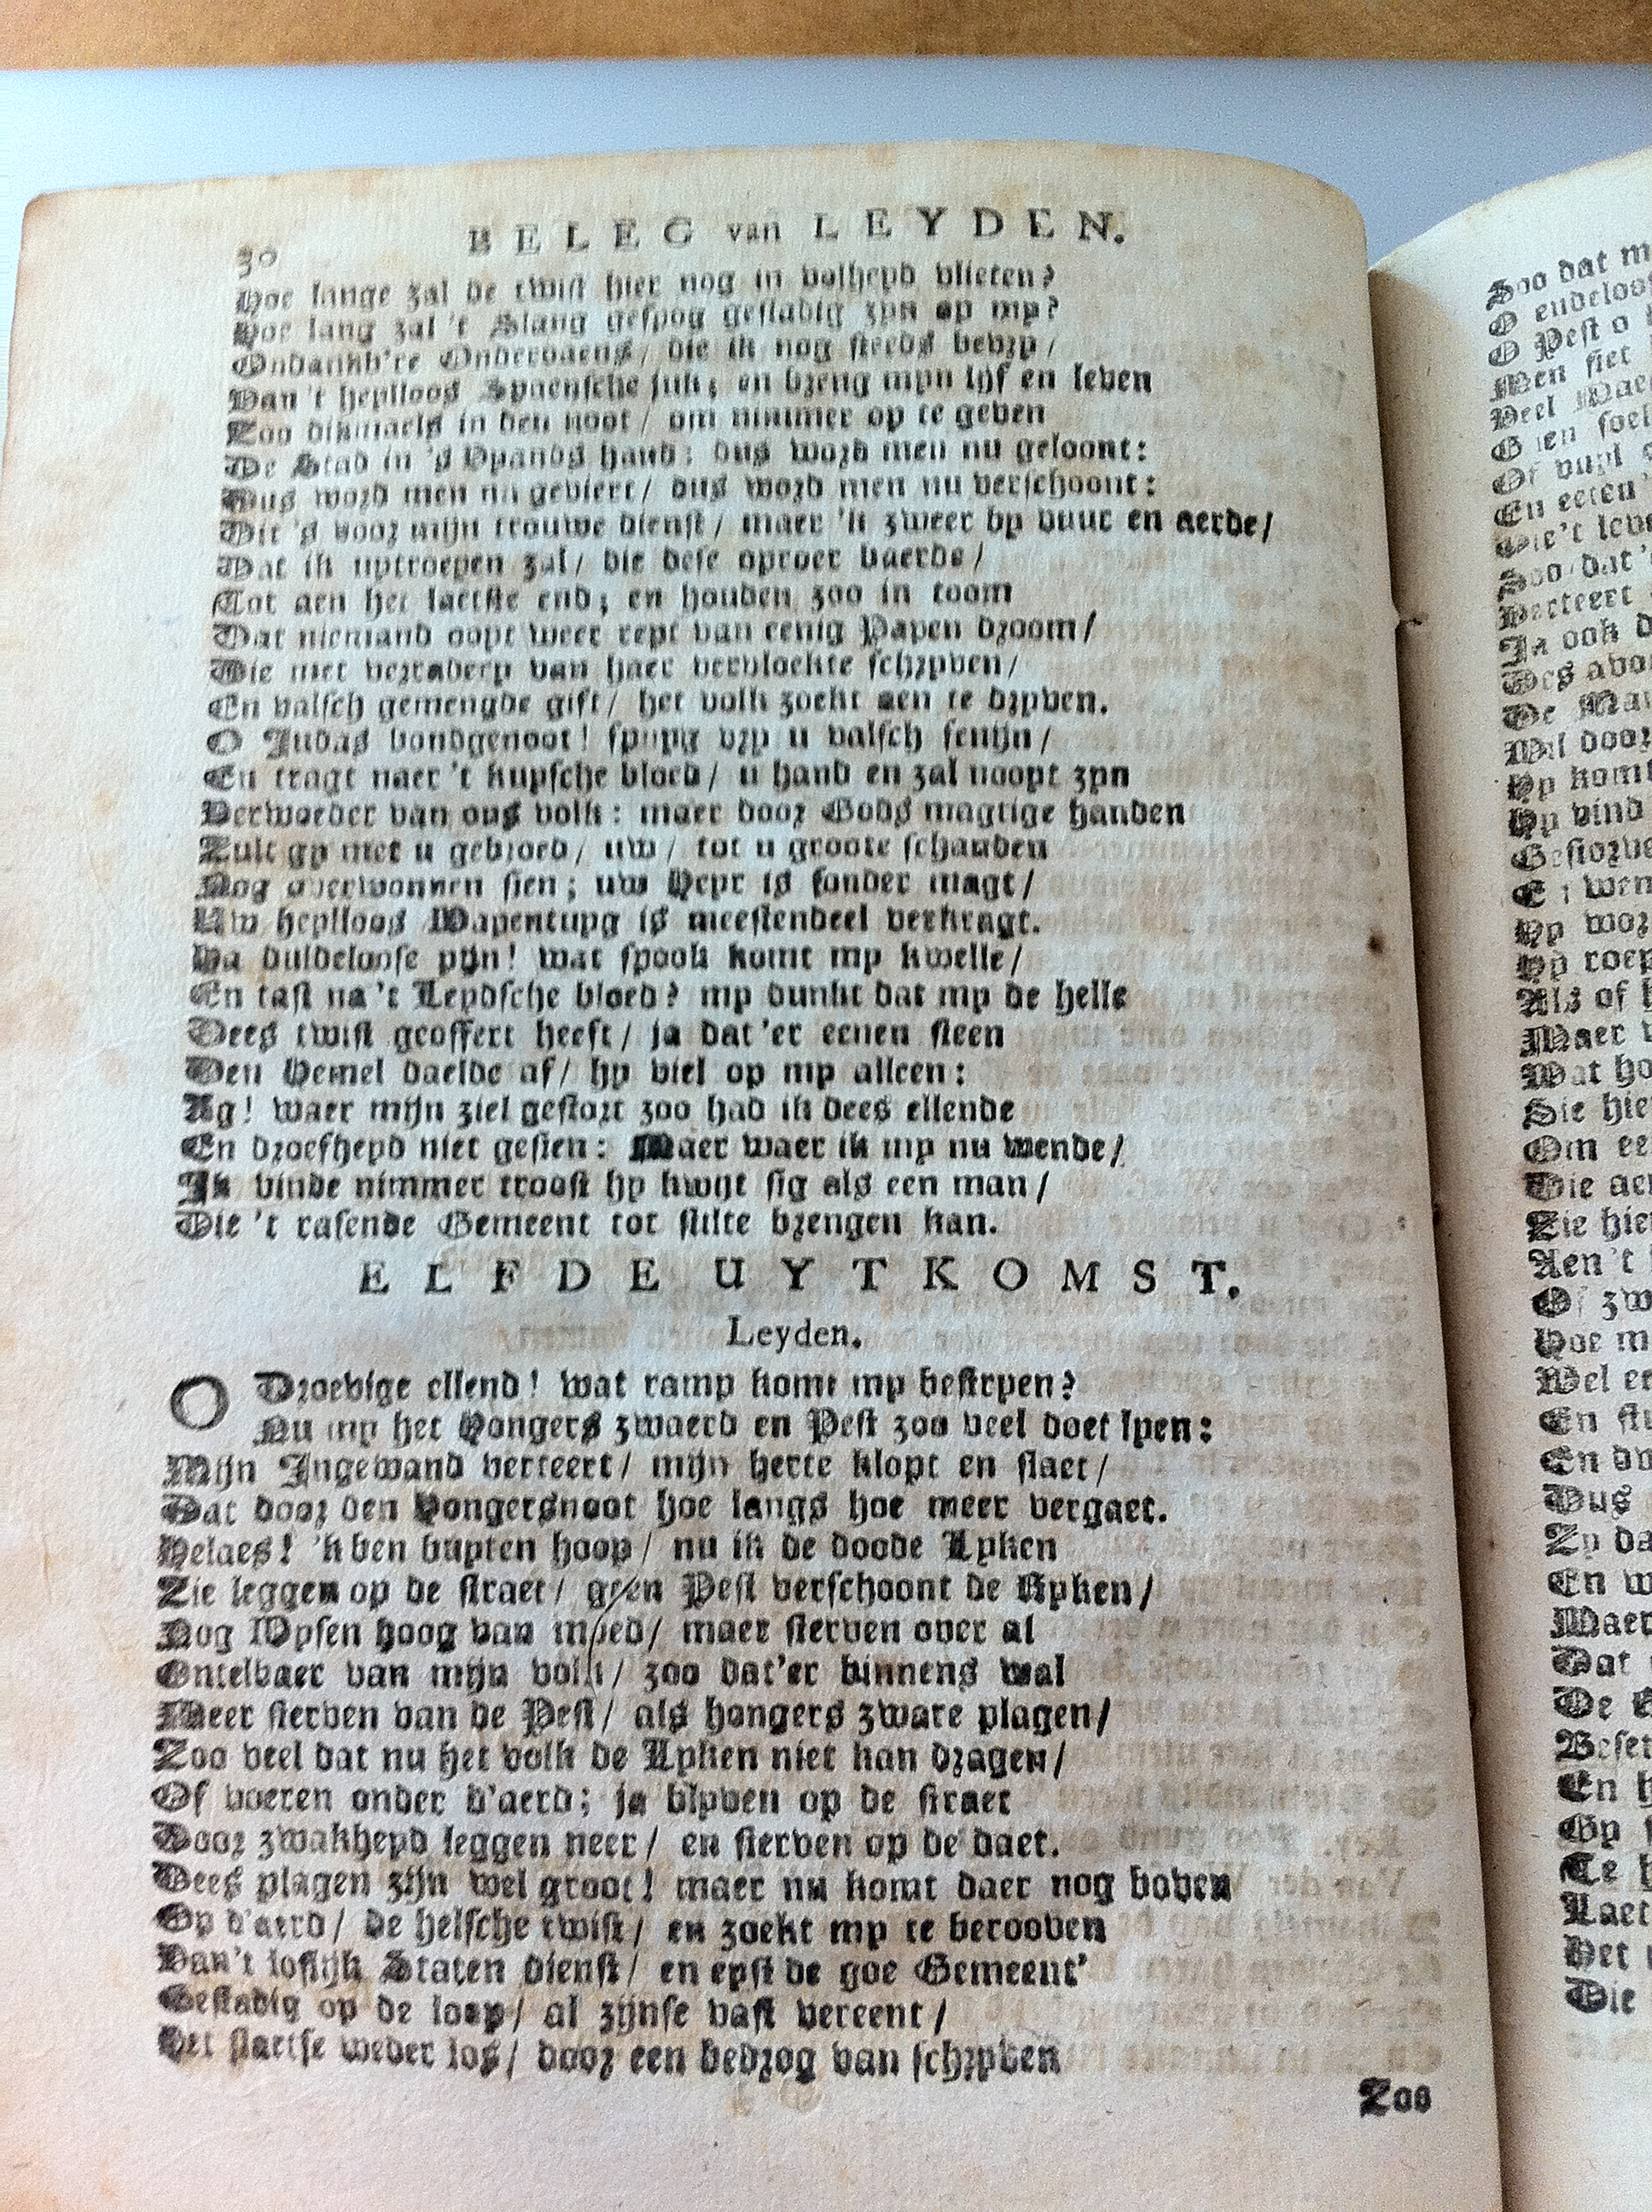 30 BELEG van LEYDEN.
Hoe lange zal de twist hier nog in volheyd vlieten?
Hoe lang zal 't Slang gespog gestadig zyn op my?
Ondankb're Onderdaens / die ik nog steeds bevry /
Van 't heylloos Spaensche juk; en breng myn lijf en leven
Zoo dikmaels in den noot / om nimmer op te geven
De Stad in 's Vyands hand: dus word men nu geloont:
Dus word men nu geviert / dus word men nu verschoont:
Dit 's voor mijn trouwe dienst / maer 'k zweer by vuur en aerde /
Dat ik uptroepen zal / die dese oproer baerde /
Tot aen het laetste end; en houden zoo in toom
Dat niemand ooyt weer rept van eenig Papen droom /
Die met verradery van haer vervlockte schryven /
En valsch gemengde gift / het volk zoekt aen te dryven.
O Judas bondgenoot! spuyg vry u valsch fenijn /
En tragt naer 't kuysche bloed / u hand en zal nooyt zyn
Verwoeder van ons volk: maer door Gods magtige handen
Zult gy met u gebroed / uw / tot u groote schanden
Nog overwonnen sien; uw Heyr is sonder magt /
Uw heylloos Wapentuyg is meestendeel verkragt.
Ha duldeloose pijn! wat spook komt my kwelle /
En tast na 't Leydsche bloed? my dunkt dat my de helle
Dees twist geoffert heeft / ja dat'er eenen steen
Den Hemel daelde af / hy viel op my alleen:
Ag! waer mijn ziel gestort zoo had ik dees ellende
En droefheyd niet gesien: Maer waer ik my nu wende /
Ik vinde nimmer troost hy kwijt sig als een man /
Die 't rasende Gemeent tot stilte brengen kan.
ELFDE UYTKOMST.
Leyden.
O Droevige ellend! wat ramp komt my bestrpen?
Nu my het Hongers zwaerd en Pest zoo veel doet lyen:
Mijn Ingewand verteert / mijn herte klopt en slaet /
Dat door den Hongersnoot hoe langs hoe meer vergaet.
Helaes! 'k ben buyten hoop / nu ik de doode Lyken
Zie leggen op de straet / geen Pest verschoont de Ryken /
Nog Wysen hoog van moed / maer sterven over al
Ontelbaer van mijn volk / zoo dat'er binnens wal
Meer sterven van de Pest / als hongers zware plagen /
Zoo veel dat nu het volk de Lyken niet kan dragen /
Of voeren onder d'aerd; ja blyven op de straet
Door zwakheyd leggen neer / en sterven op de daet.
Dees plagen zijn wel groot! maer nu komt daer nog boven
Op d'aerd / de helsche twist / en zoekt my te berooven
Van 't loflijk Staten dienst / en eyst de goe Gemeent'
Gestadig op de loop / al zijnse vast vereent /
Het slaetse weder los / door een bedrog van schryven
Zoo